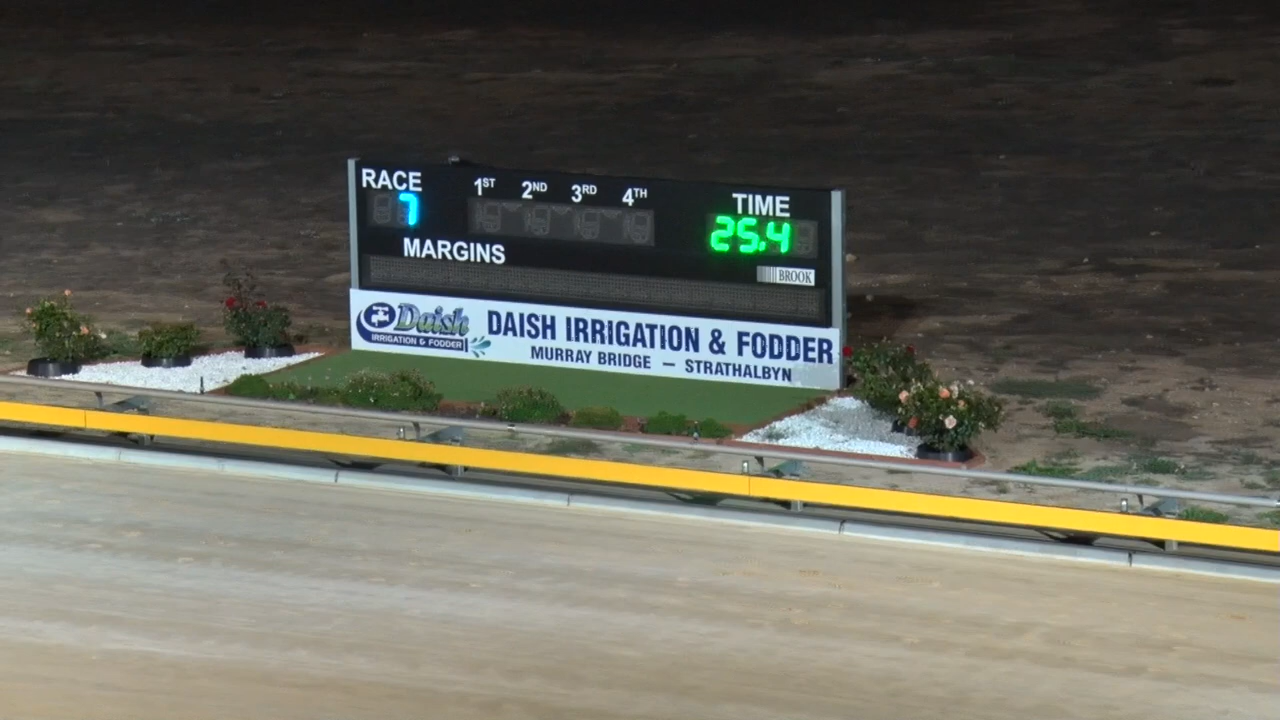 RACE 1ST 2ND 3RD 4TH TIME
7 25.4
MARGINS
BROOK
Daish
IRRIGATION & FODDER
DAISH IRRIGATION & FODDER
MURRAY BRIDGE — STRATHALBYN